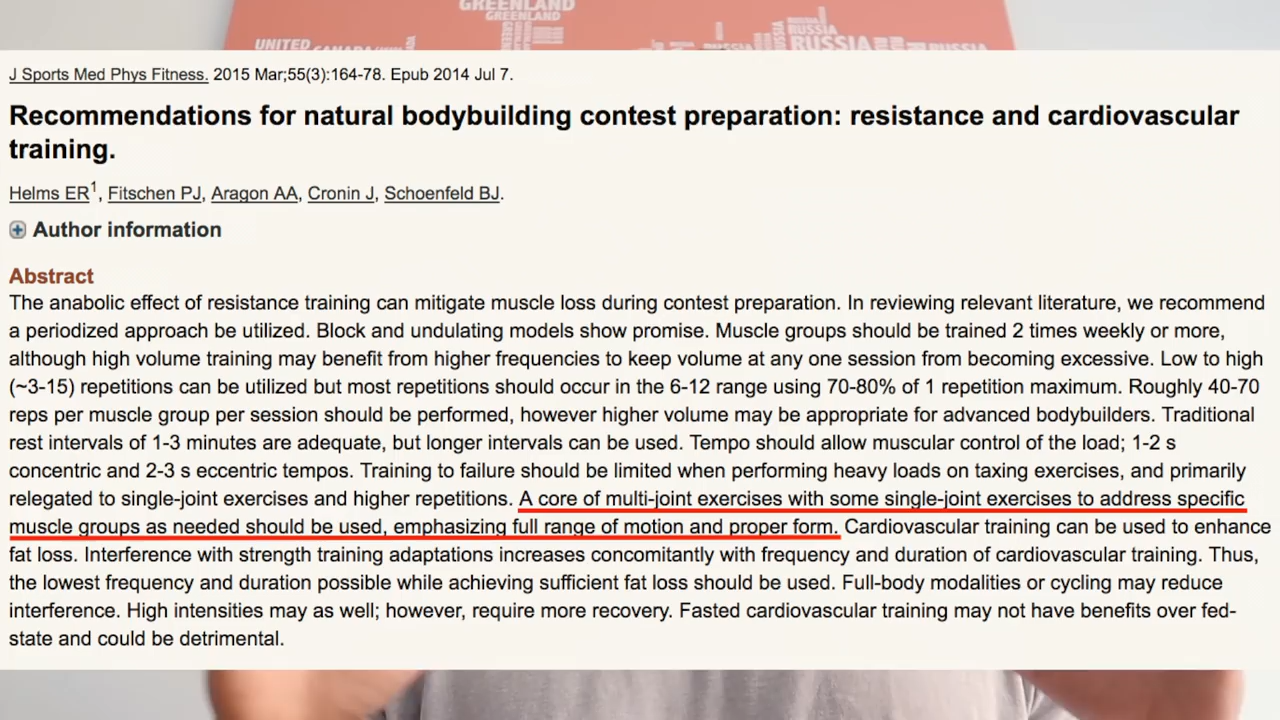 GREENLAND
GREENLAND
UNITED CANADA RUSSIA RUSSIA RUSSIA RUSSIA
J Sports Med Phys Fitness. 2015 Mar;55(3):164-78. Epub 2014 Jul 7.
Recommendations for natural bodybuilding contest preparation: resistance and cardiovascular
training.
Helms ER1, Fitschen PJ, Aragon AA, Cronin J, Schoenfeld BJ.
Author information
Abstract
The anabolic effect of resistance training can mitigate muscle loss during contest preparation. In reviewing relevant literature, we recommend
a periodized approach be utilized. Block and undulating models show promise. Muscle groups should be trained 2 times weekly or more,
although high volume training may benefit from higher frequencies to keep volume at any one session from becoming excessive. Low to high
(~3-15) repetitions can be utilized but most repetitions should occur in the 6-12 range using 70-80% of 1 repetition maximum. Roughly 40-70
reps per muscle group per session should be performed, however higher volume may be appropriate for advanced bodybuilders. Traditional
rest intervals of 1-3 minutes are adequate, but longer intervals can be used. Tempo should allow muscular control of the load; 1-2 s
concentric and 2-3 s eccentric tempos. Training to failure should be limited when performing heavy loads on taxing exercises, and primarily
relegated to single-joint exercises and higher repetitions. A core of multi-joint exercises with some single-joint exercises to address specific
muscle groups as needed should be used, emphasizing full range of motion and proper form. Cardiovascular training can be used to enhance
fat loss. Interference with strength training adaptations increases concomitantly with frequency and duration of cardiovascular training. Thus,
the lowest frequency and duration possible while achieving sufficient fat loss should be used. Full-body modalities or cycling may reduce
interference. High intensities may as well; however, require more recovery. Fasted cardiovascular training may not have benefits over fed-
state and could be detrimental.